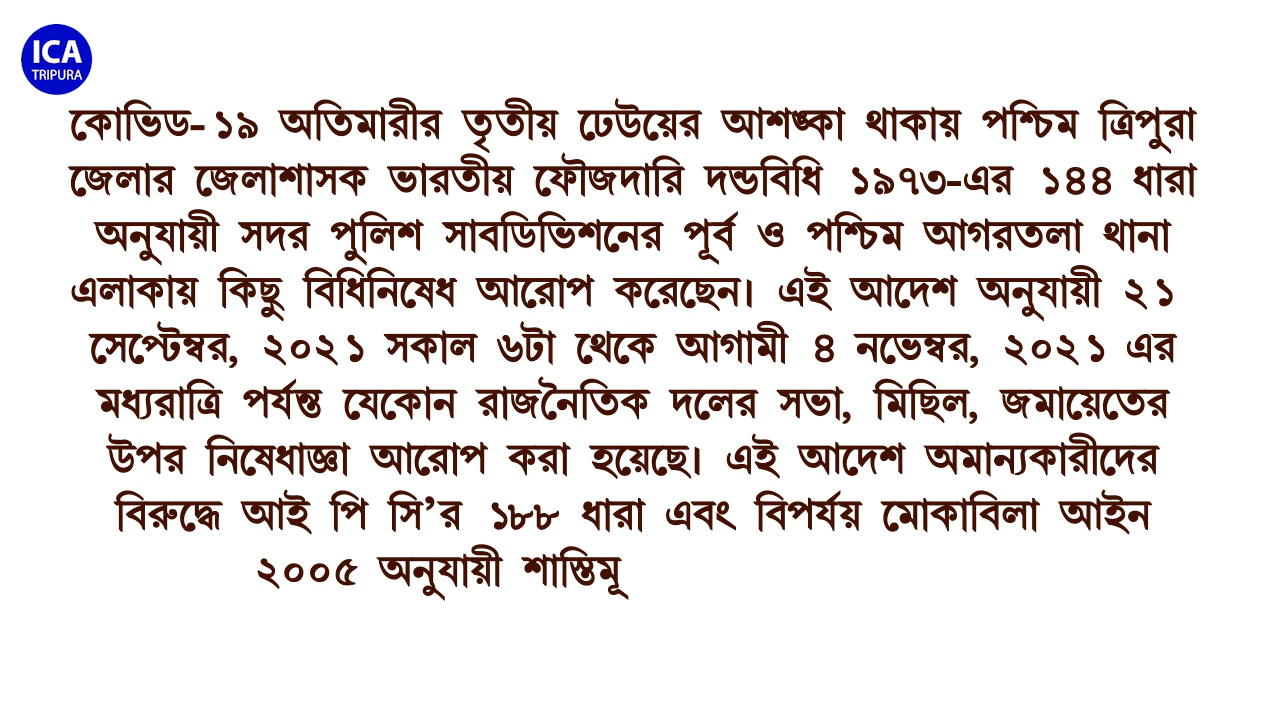 ICA
TRIPURA
কোভিড-১৯ অতিমারীর তৃতীয় ঢেউয়ের আশঙ্কা থাকায় পশ্চিম ত্রিপুরা
জেলার জেলাশাসক ভারতীয় ফৌজদারি দন্ডবিধি ১৯৭৩-এর ১৪৪ ধারা
অনুযায়ী সদর পুলিশ সাবডিভিশনের পূর্ব ও পশ্চিম আগরতলা থানা
এলাকায় কিছু বিধিনিষেধ আরোপ করেছেন। এই আদেশ অনুযায়ী ২১
সেপ্টেম্বর, ২০২১ সকাল ৬টা থেকে আগামী ৪ নভেম্বর, ২০২১ এর
মধ্যরাত্রি পর্যন্ত যেকোন রাজনৈতিক দলের সভা, মিছিল, জমায়েতের
উপর নিষেধাজ্ঞা আরোপ করা হয়েছে। এই আদেশ অমান্যকারীদের
বিরুদ্ধে আই পি সি’র ১৮৮ ধারা এবং বিপর্যয় মোকাবিলা আইন
২০০৫ অনুযায়ী শাস্তিমূ